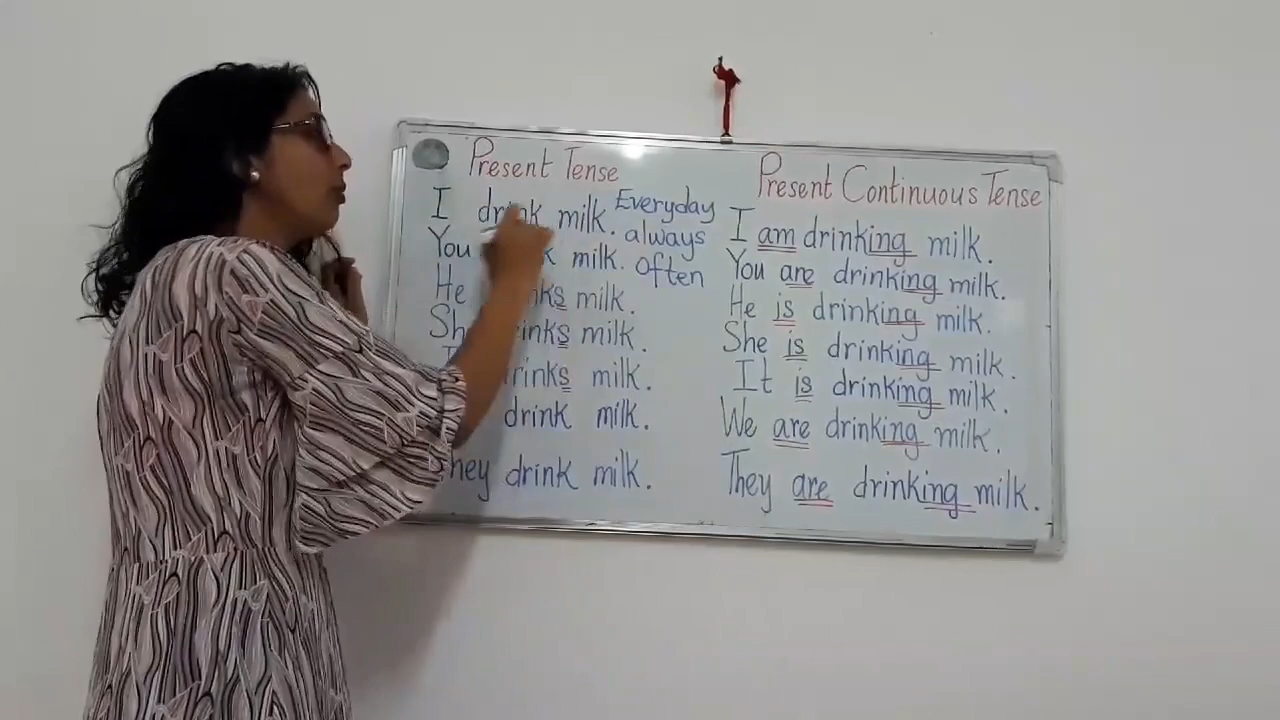 Present Tense
I drink milk. Everyday
always
often
You milk.
He milk.
milk.
milk.
drink milk.
drink milk.
Present Continuous Tense
I am drinking milk.
You are drinking milk.
He is drinking milk.
She is drinking milk.
It is drinking milk.
We are drinking milk.
They are drinking milk.